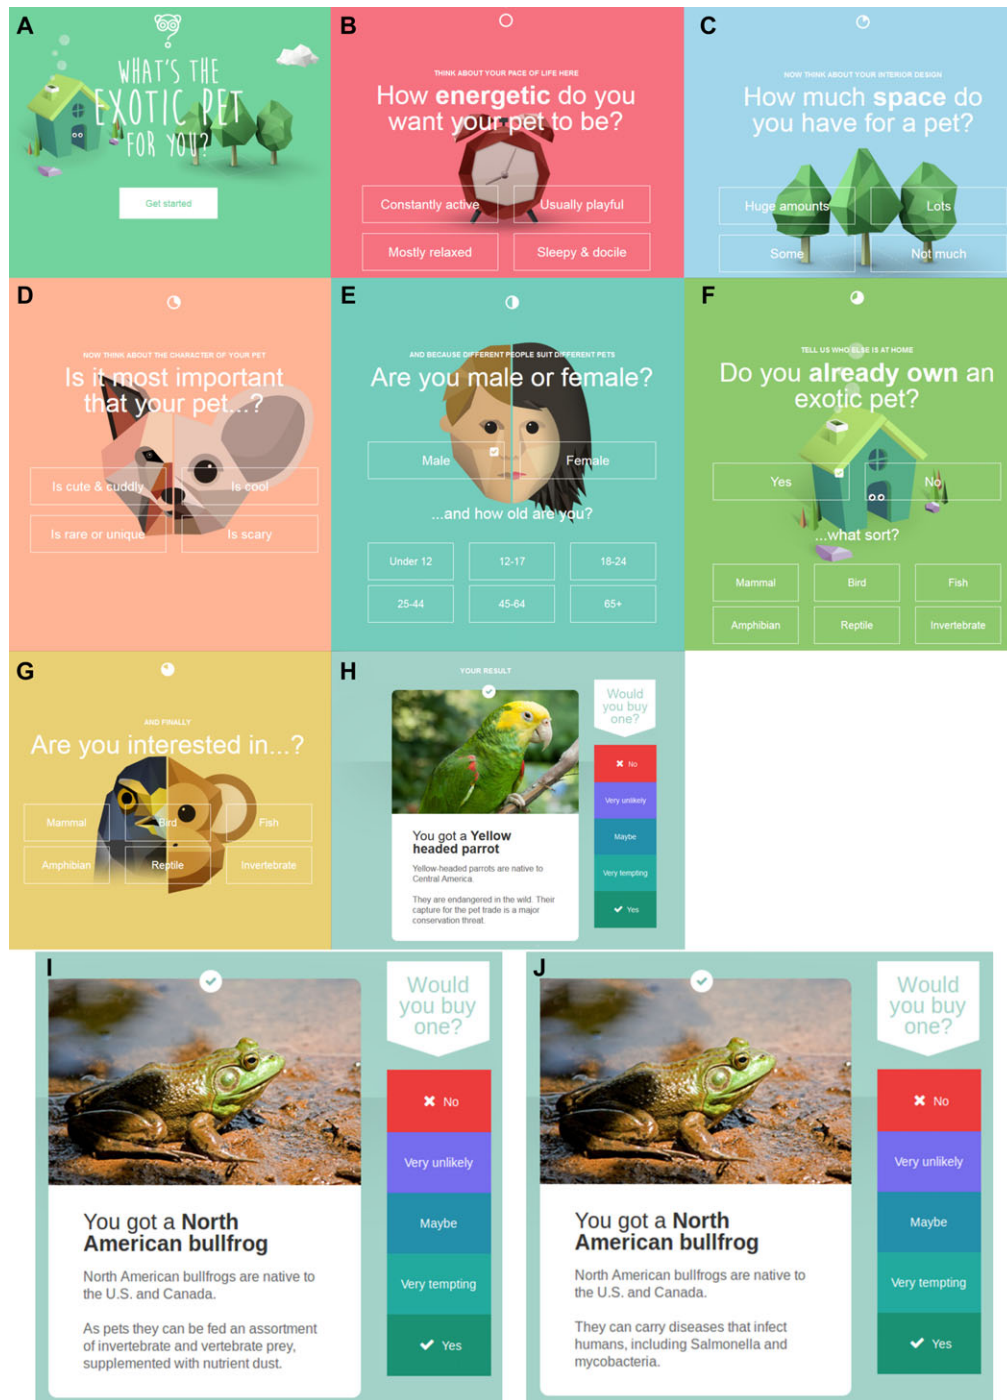 A
WHAT'S THE
EXOTIC PET
FOR YOU?
Get started
B
THINK ABOUT YOUR PACE OF LIFE HERE
How energetic do you
want your pet to be?
Constantly active
Usually playful
Mostly relaxed
Sleepy & docile
C
NOW THINK ABOUT YOUR INTERIOR DESIGN
How much space do
you have for a pet?
Huge amounts
Lots
Some
Not much
D
NOW THINK ABOUT THE CHARACTER OF YOUR PET
Is it most important
that your pet...?
Is cute & cuddly
Is cool
Is rare or unique
Is scary
E
AND BECAUSE DIFFERENT PEOPLE SUIT DIFFERENT PETS
Are you male or female?
Male
Female
...and how old are you?
Under 12
12-17
18-24
25-44
45-64
65+
F
TELL US WHO ELSE IS AT HOME
Do you already own an
exotic pet?
Yes
No
...what sort?
Mammal
Bird
Fish
Amphibian
Reptile
Invertebrate
G
AND FINALLY
Are you interested in...?
Mammal
Bird
Fish
Amphibian
Reptile
Invertebrate
H
YOUR RESULT
You got a Yellow
headed parrot
Yellow-headed parrots are native to
Central America.
They are endangered in the wild. Their
capture for the pet trade is a major
conservation threat.
Would
you buy
one?
No
Very unlikely
Maybe
Very tempting
Yes
I
You got a North
American bullfrog
North American bullfrogs are native to
the U.S. and Canada.
As pets they can be fed an assortment
of invertebrate and vertebrate prey,
supplemented with nutrient dust.
Would
you buy
one?
No
Very unlikely
Maybe
Very tempting
Yes
J
You got a North
American bullfrog
North American bullfrogs are native to
the U.S. and Canada.
They can carry diseases that infect
humans, including Salmonella and
mycobacteria.
Would
you buy
one?
No
Very unlikely
Maybe
Very tempting
Yes